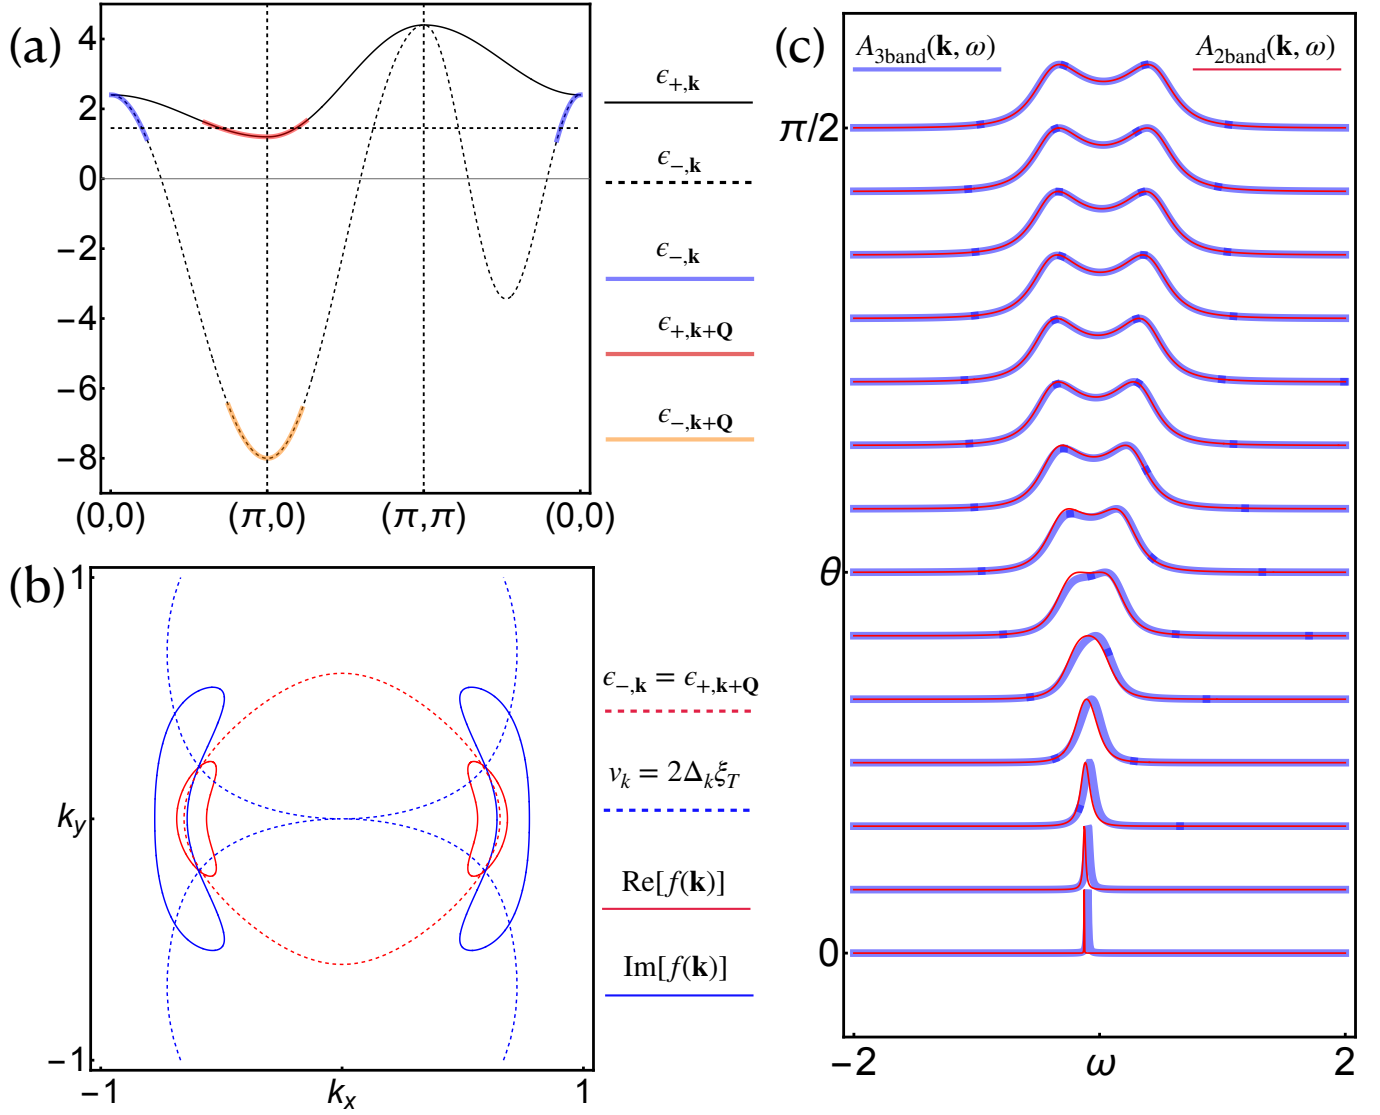 (a)
4
2
0
−2
−4
−6
−8
(0,0)
(π,0)
(π,π)
(0,0)
ϵ+,k
ϵ−,k
ϵ−,k
ϵ+,k+Q
ϵ−,k+Q
(b)
1
ky
−1
−1
kx
1
ϵ−,k = ϵ+,k+Q
vk = 2ΔkξT
Re[f(k)]
Im[f(k)]
(c)
A3band(k, ω)
A2band(k, ω)
π/2
θ
0
−2
ω
2